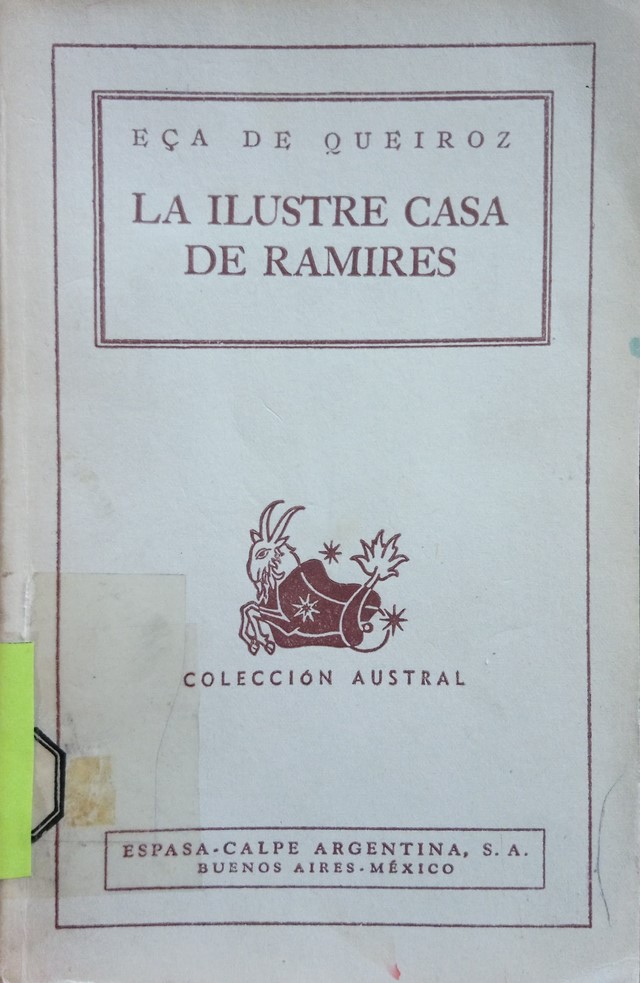 EÇA DE QUEIROZ
LA ILUSTRE CASA
DE RAMIRES
COLECCIÓN AUSTRAL
ESPASA-CALPE ARGENTINA, S. A.
BUENOS AIRES-MÉXICO